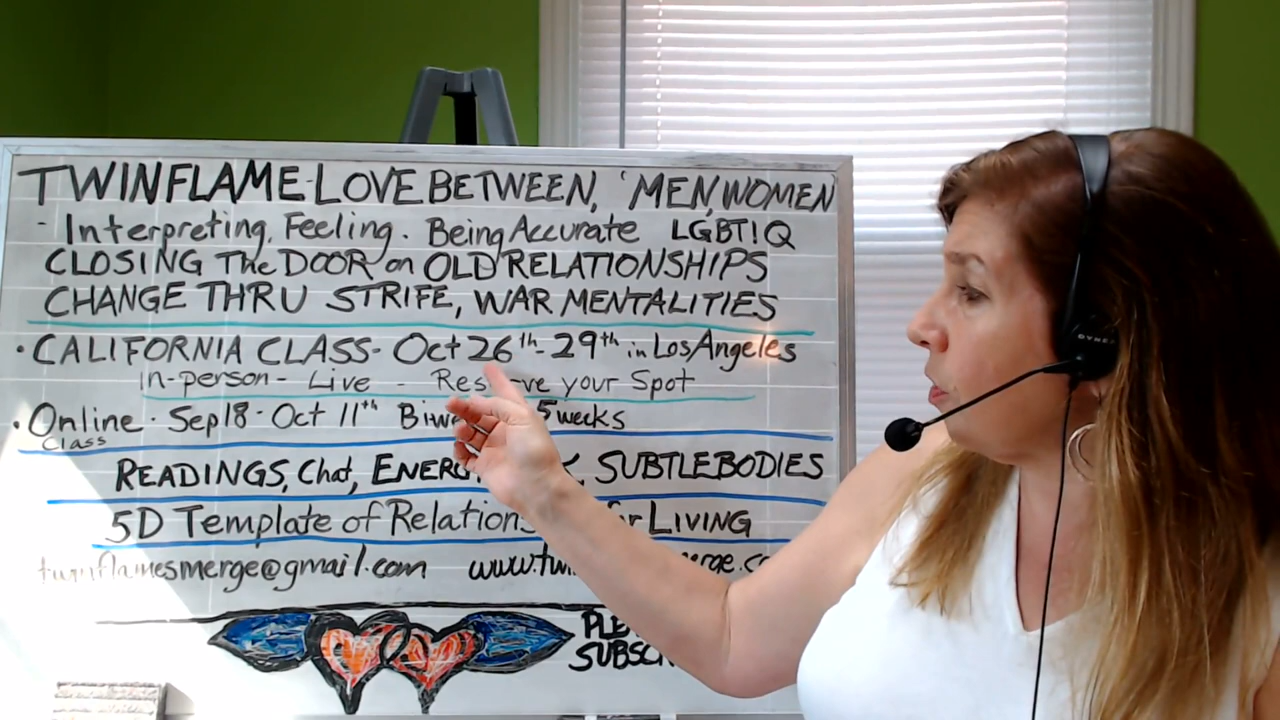 TWINFLAME-LOVE BETWEEN, 'MEN, WOMEN
- Interpreting, Feeling. Being Accurate LGBTIQ
CLOSING The DOOR on OLD RELATIONSHIPS
CHANGE THRU STRIFE, WAR MENTALITIES
• CALIFORNIA CLASS- Oct 26th-29th in Los Angeles
in-person - Live - Reserve your Spot
• Online · Sep 18 - Oct 11th 5 weeks
Class
READINGS, Chat, SUBTLEBODIES
5D Template of LIVING
twinflamesmerge@gmail.com